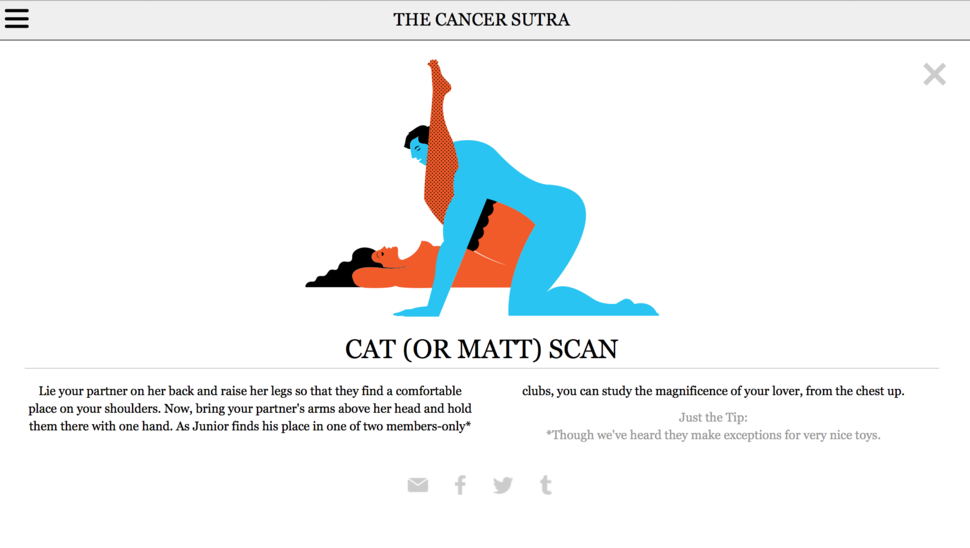 THE CANCER SUTRA
CAT (OR MATT) SCAN
Lie your partner on her back and raise her legs so that they find a comfortable
place on your shoulders. Now, bring your partner's arms above her head and hold
them there with one hand. As Junior finds his place in one of two members-only*
clubs, you can study the magnificence of your lover, from the chest up.
Just the Tip:
*Though we've heard they make exceptions for very nice toys.